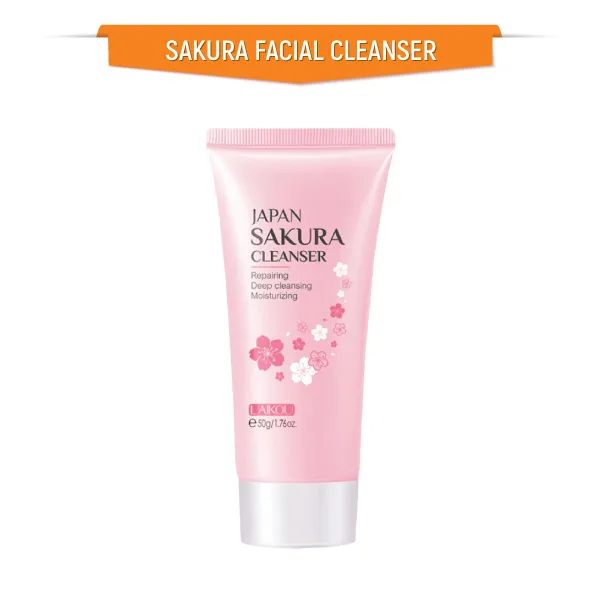 SAKURA FACIAL CLEANSER
JAPAN
SAKURA
CLEANSER
Repairing
Deep cleansing
Moisturizing
LAIKOU
℮50g/1.76oz.